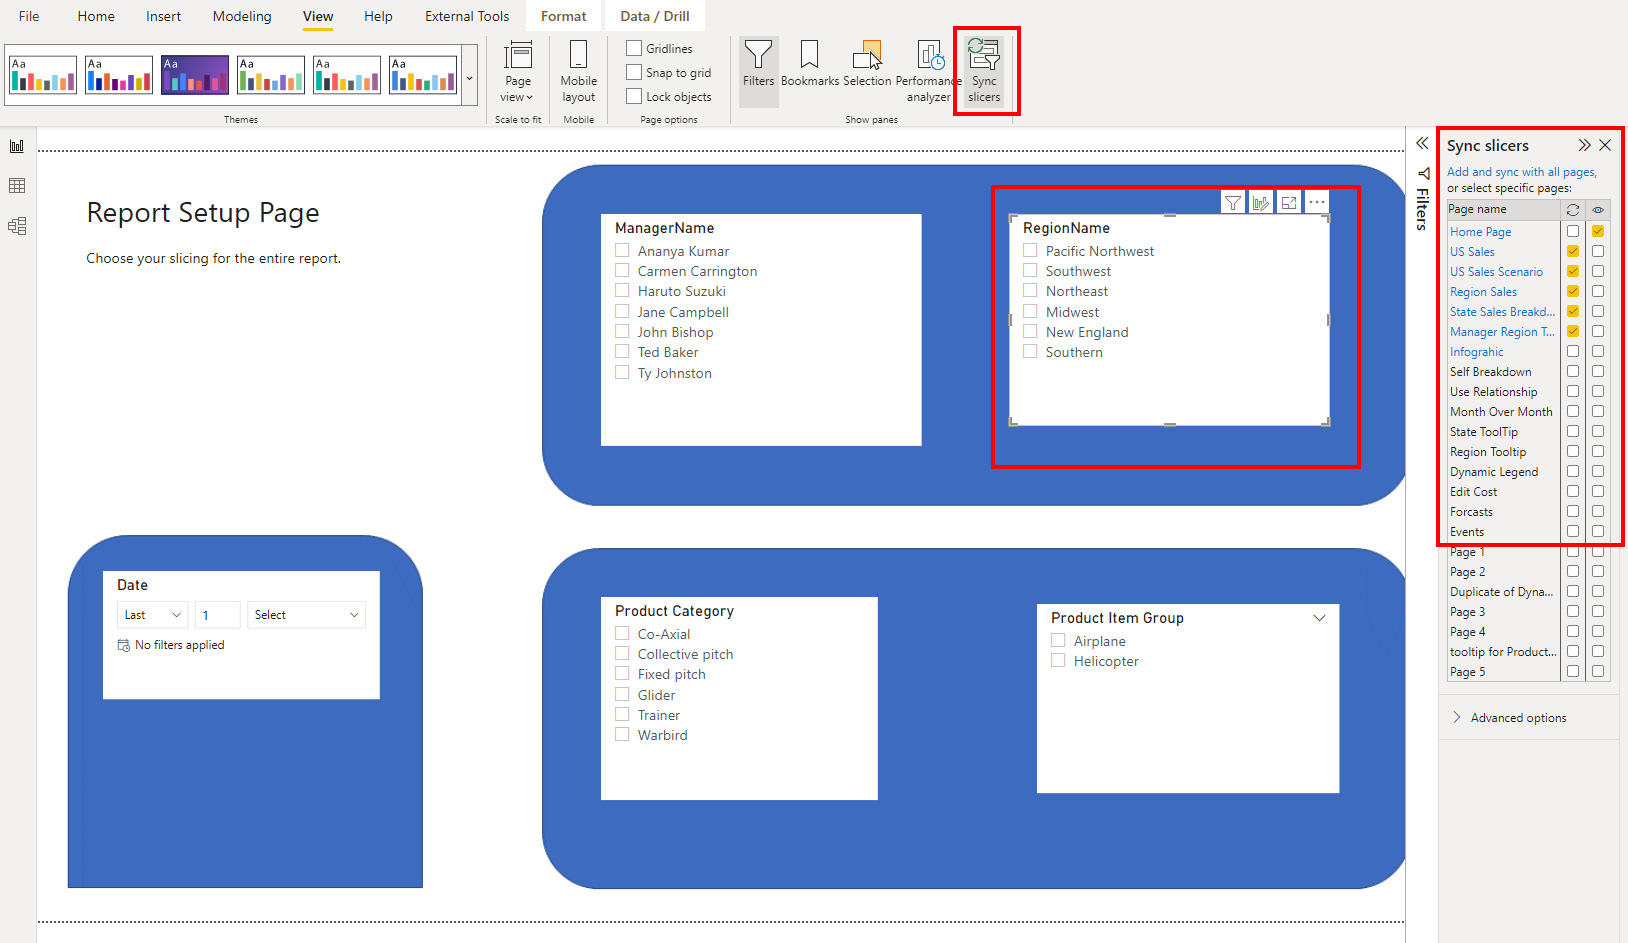 File Home Insert Modeling View Help External Tools Format Data / Drill
Aa Aa Aa Aa Aa Aa
Page view
Mobile layout
Gridlines
Snap to grid
Lock objects
Filters
Bookmarks
Selection
Performance analyzer
Sync slicers
Themes Scale to fit Mobile Page options Show panes
Report Setup Page
Choose your slicing for the entire report.
ManagerName
Ananya Kumar
Carmen Carrington
Haruto Suzuki
Jane Campbell
John Bishop
Ted Baker
Ty Johnston
RegionName
Pacific Northwest
Southwest
Northeast
Midwest
New England
Southern
Date
Last 1 Select
No filters applied
Product Category
Co-Axial
Collective pitch
Fixed pitch
Glider
Trainer
Warbird
Product Item Group
Airplane
Helicopter
Filters
Sync slicers
Add and sync with all pages,
or select specific pages:
Page name
Home Page
US Sales
US Sales Scenario
Region Sales
State Sales Breakd...
Manager Region T...
Infograhic
Self Breakdown
Use Relationship
Month Over Month
State ToolTip
Region Tooltip
Dynamic Legend
Edit Cost
Forcasts
Events
Page 1
Page 2
Duplicate of Dyna...
Page 3
Page 4
tooltip for Product...
Page 5
Advanced options